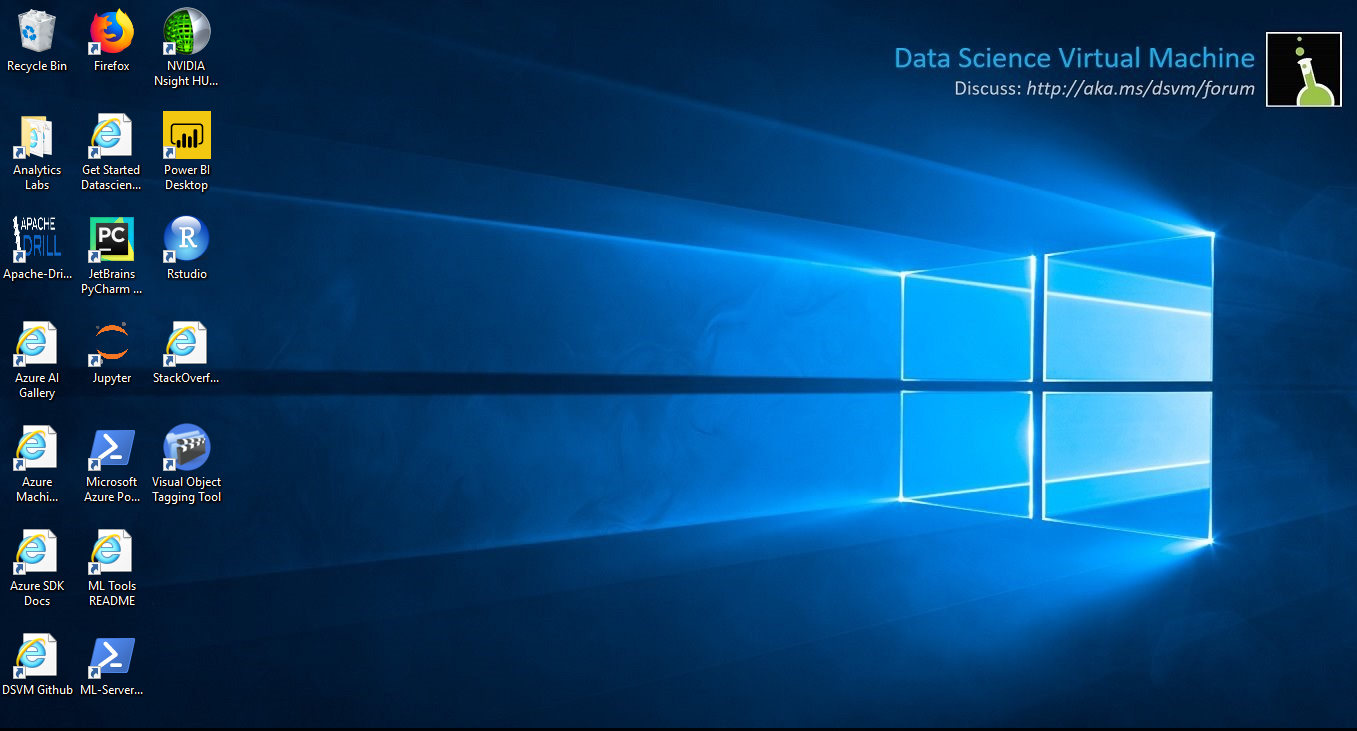 Recycle Bin
Firefox
NVIDIA
Nsight HU...
Data Science Virtual Machine
Discuss: http://aka.ms/dsvm/forum
Analytics
Labs
Get Started
Datascien...
Power BI
Desktop
APACHE
DRILL
Apache-Dri...
PC
JetBrains
PyCharm ...
R
Rstudio
Azure AI
Gallery
Jupyter
StackOverf...
Azure
Machi...
Microsoft
Azure Po...
Visual Object
Tagging Tool
Azure SDK
Docs
ML Tools
README
DSVM Github
ML-Server...